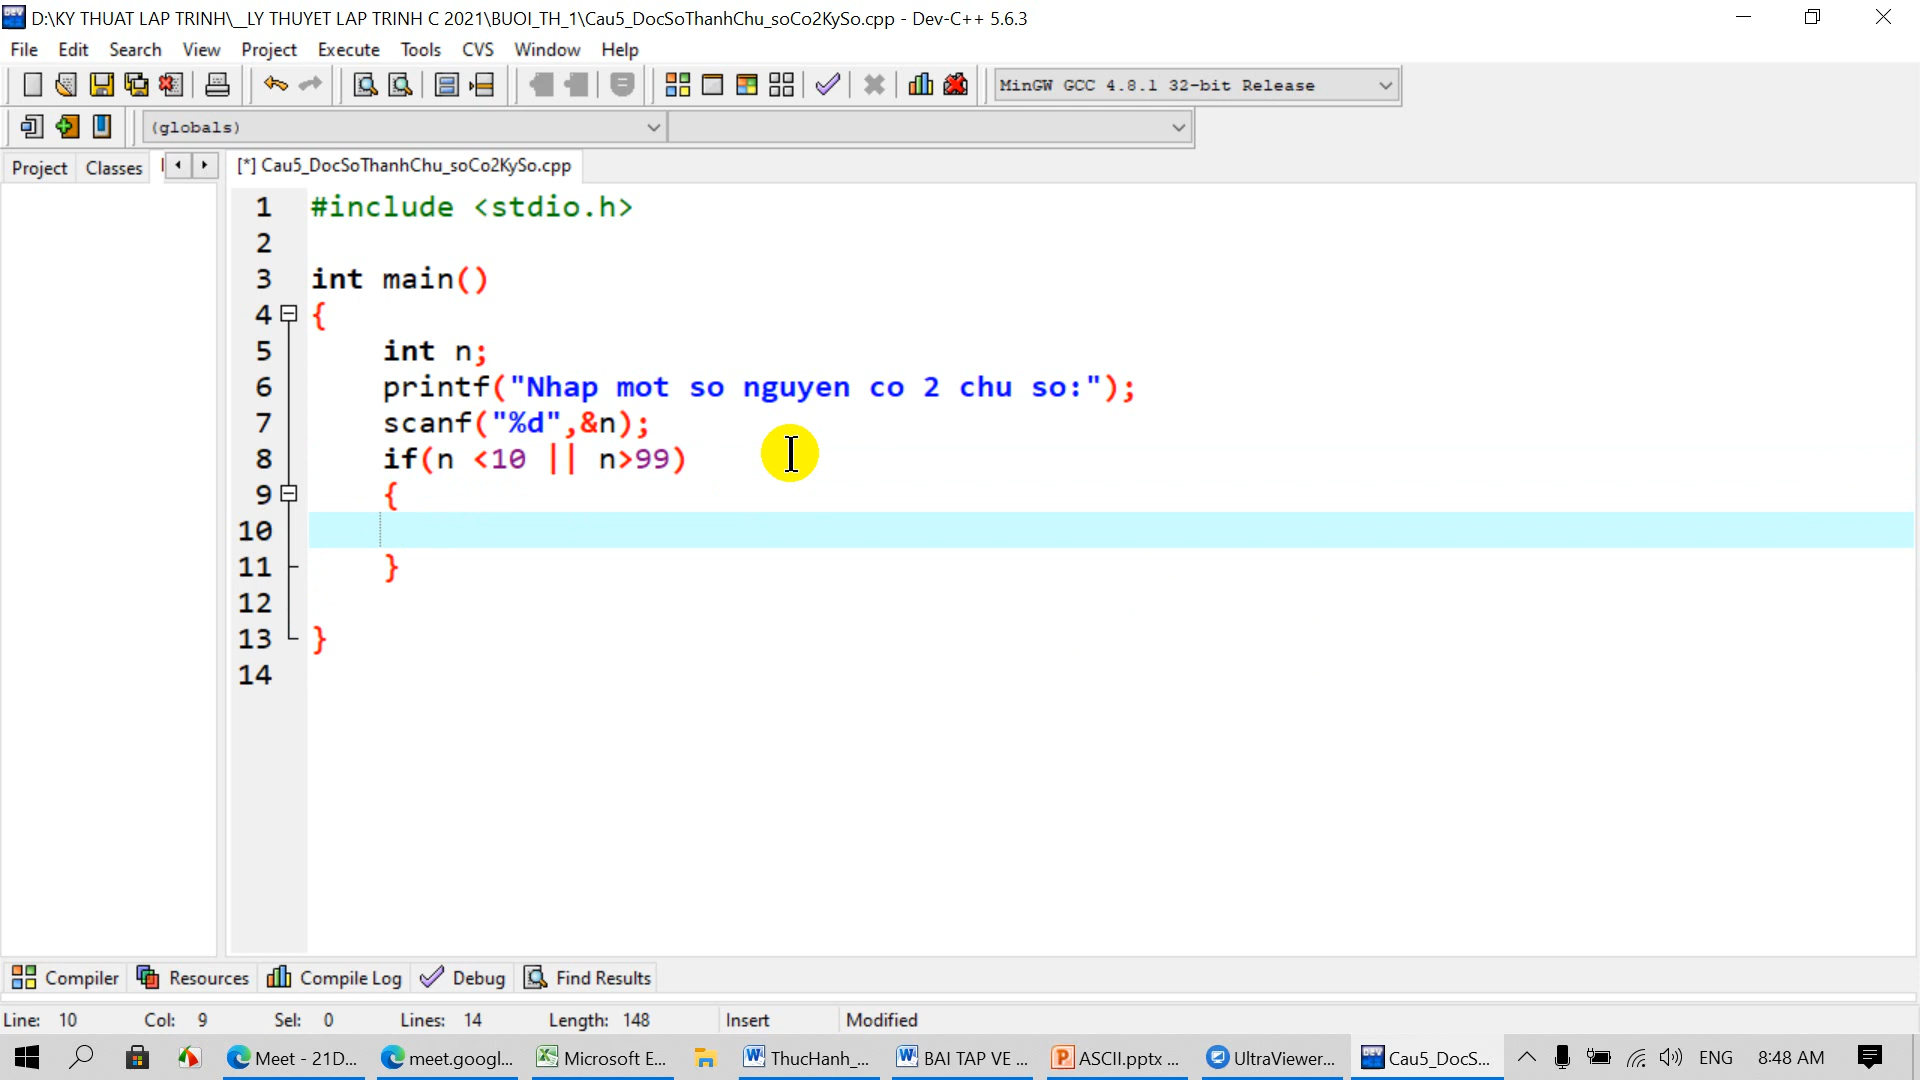 D:\KY THUAT LAP TRINH\__LY THUYET LAP TRINH C 2021\BUOI_TH_1\Cau5_DocSoThanhChu_soCo2KySo.cpp - Dev-C++ 5.6.3
File Edit Search View Project Execute Tools CVS Window Help
MinGW GCC 4.8.1 32-bit Release
(globals)
Project Classes [*] Cau5_DocSoThanhChu_soCo2KySo.cpp
1 #include <stdio.h>
2
3 int main()
4 {
5 int n;
6 printf("Nhap mot so nguyen co 2 chu so:");
7 scanf("%d",&n);
8 if(n <10 || n>99)
9 {
10
11 }
12
13 }
14
Compiler Resources Compile Log Debug Find Results
Line: 10 Col: 9 Sel: 0 Lines: 14 Length: 148 Insert Modified
Meet - 21D... meet.googl... Microsoft E... ThucHanh_... BAI TAP VE ... ASCII.pptx ... UltraViewer... Cau5_DocS... ENG 8:48 AM